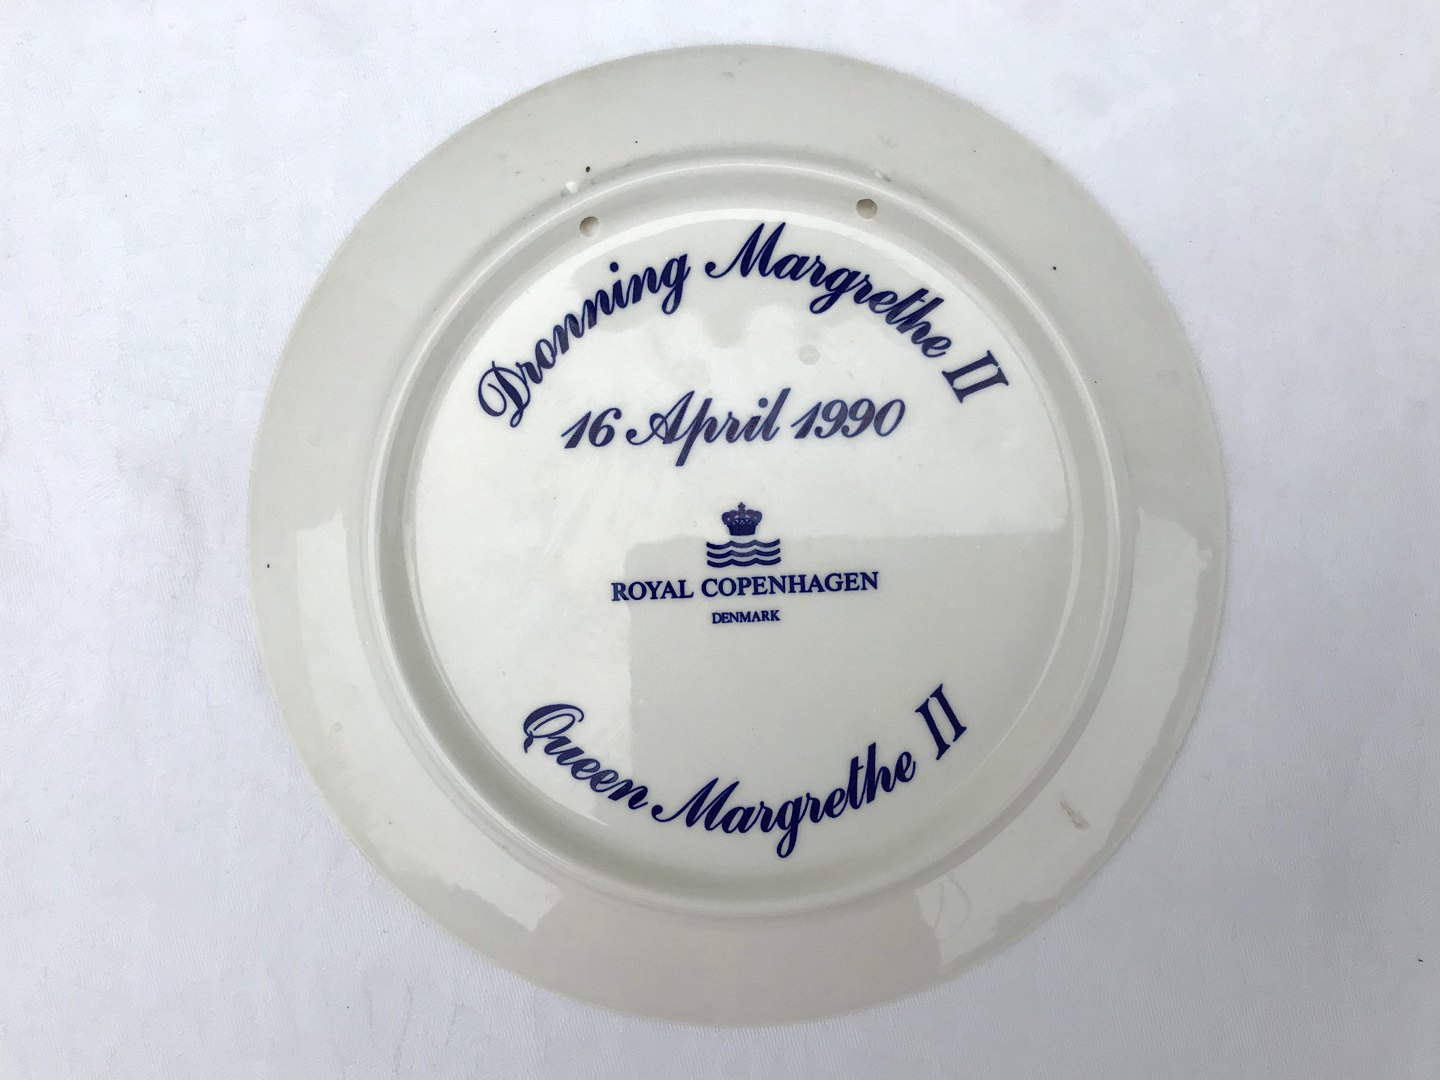 Dronning Margrethe II
16 April 1990
ROYAL COPENHAGEN
DENMARK
Queen Margrethe II